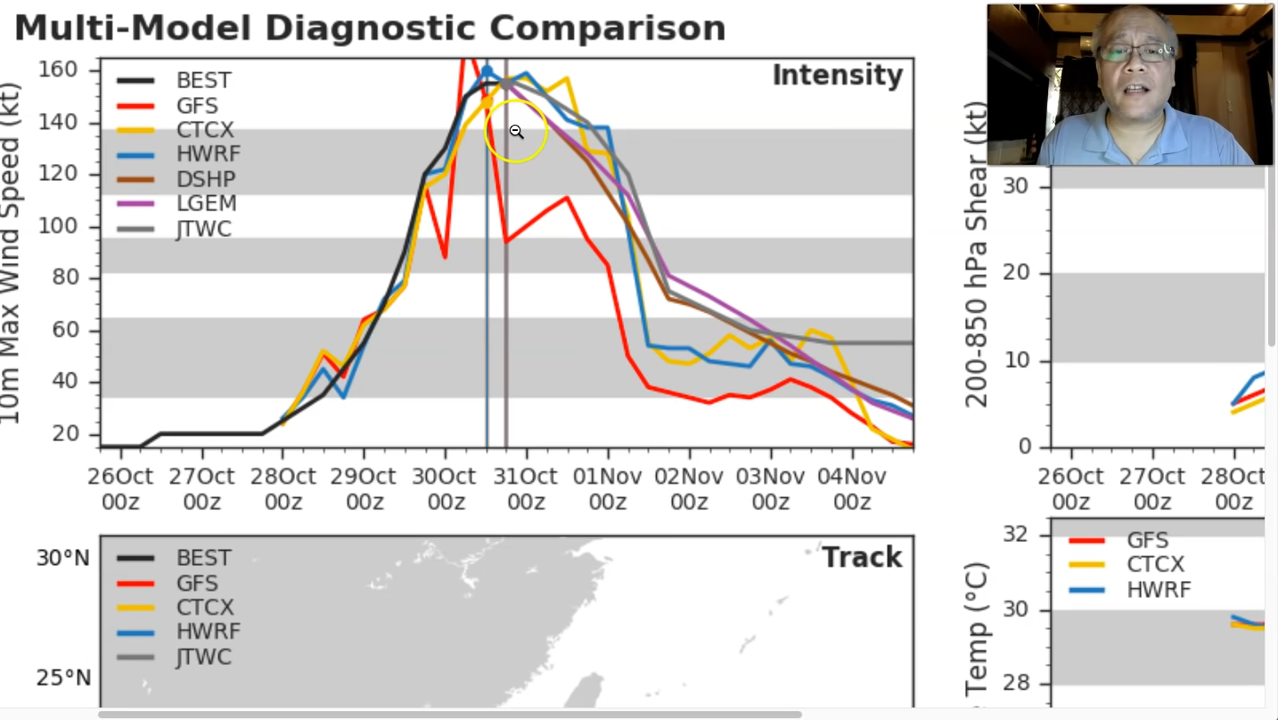 Multi-Model Diagnostic Comparison
10m Max Wind Speed (kt)
160
140
120
100
80
60
40
20
BEST
GFS
CTCX
HWRF
DSHP
LGEM
JTWC
Intensity
26Oct 27Oct 28Oct 29Oct 30Oct 31Oct 01Nov 02Nov 03Nov 04Nov
00z 00z 00z 00z 00z 00z 00z 00z 00z 00z
200-850 hPa Shear (kt)
30
20
10
0
26Oct 27Oct 28Oct
00z 00z 00z
30°N
25°N
BEST
GFS
CTCX
HWRF
JTWC
Track
Temp (°C)
32
30
28
GFS
CTCX
HWRF